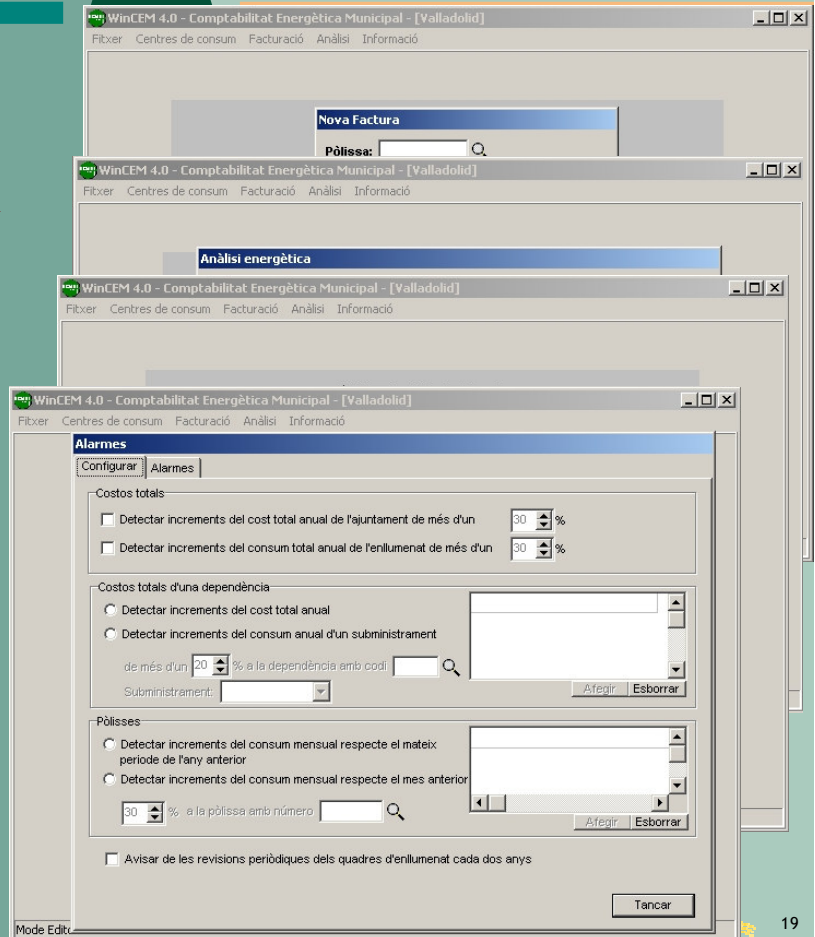 WinCEM 4.0 - Comptabilitat Energètica Municipal - [Valladolid]
Fitxer Centres de consum Facturació Anàlisi Informació
Nova Factura
Pòlissa:
WinCEM 4.0 - Comptabilitat Energètica Municipal - [Valladolid]
Fitxer Centres de consum Facturació Anàlisi Informació
Anàlisi energètica
WinCEM 4.0 - Comptabilitat Energètica Municipal - [Valladolid]
Fitxer Centres de consum Facturació Anàlisi Informació
WinCEM 4.0 - Comptabilitat Energètica Municipal - [Valladolid]
Fitxer Centres de consum Facturació Anàlisi Informació
Alarmes
Configurar Alarmes
Costos totals
Detectar increments del cost total anual de l'ajuntament de més d'un 30 %
Detectar increments del consum total anual de l'enllumenat de més d'un 30 %
Costos totals d'una dependència
Detectar increments del cost total anual
Detectar increments del consum anual d'un subministrament
de més d'un 20 % a la dependència amb codi
Subministrament:
Afegir Esborrar
Pòlisses
Detectar increments del consum mensual respecte el mateix
periode de l'any anterior
Detectar increments del consum mensual respecte el mes anterior
30 % a la pòlissa amb número
Afegir Esborrar
Avisar de les revisions periòdiques dels quadres d'enllumenat cada dos anys
Tancar
Mode Edito
19